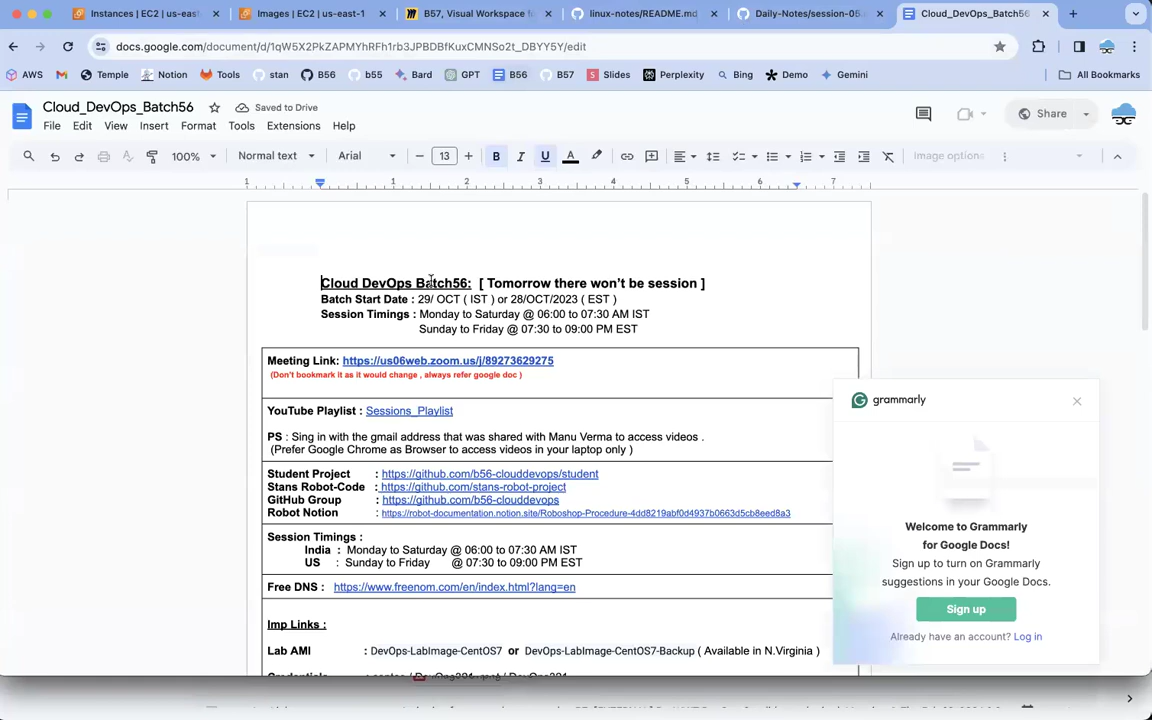 Instances | EC2 | us-east
Images | EC2 | us-east-1
B57, Visual Workspace f
linux-notes/README.md
Daily-Notes/session-05.
Cloud_DevOps_Batch56
docs.google.com/document/d/1qW5X2PkZAPMYhRFh1rb3JPBDBfKuxCMNSo2t_DBYY5Y/edit
AWS
Temple
Notion
Tools
stan
B56
b55
Bard
GPT
B56
B57
Slides
Perplexity
Bing
Demo
Gemini
All Bookmarks
Cloud_DevOps_Batch56
Saved to Drive
Share
File Edit View Insert Format Tools Extensions Help
100% Normal text Arial 13 B I U A Image options
1 1 2 3 4 5 6 7
Cloud DevOps Batch56: [ Tomorrow there won't be session ]
Batch Start Date : 29/ OCT ( IST ) or 28/OCT/2023 ( EST )
Session Timings : Monday to Saturday @ 06:00 to 07:30 AM IST
Sunday to Friday @ 07:30 to 09:00 PM EST
Meeting Link: https://us06web.zoom.us/j/89273629275
(Don't bookmark it as it would change , always refer google doc )
YouTube Playlist : Sessions_Playlist
PS : Sing in with the gmail address that was shared with Manu Verma to access videos .
(Prefer Google Chrome as Browser to access videos in your laptop only )
Student Project : https://github.com/b56-clouddevops/student
Stans Robot-Code : https://github.com/stans-robot-project
GitHub Group : https://github.com/b56-clouddevops
Robot Notion : https://robot-documentation.notion.site/Roboshop-Procedure-4dd8219abf0d4937b0663d5cb8eed8a3
Session Timings :
India : Monday to Saturday @ 06:00 to 07:30 AM IST
US : Sunday to Friday @ 07:30 to 09:00 PM EST
Free DNS : https://www.freenom.com/en/index.html?lang=en
Imp Links :
Lab AMI : DevOps-LabImage-CentOS7 or DevOps-LabImage-CentOS7-Backup ( Available in N.Virginia )
grammarly
Welcome to Grammarly
for Google Docs!
Sign up to turn on Grammarly
suggestions in your Google Docs.
Sign up
Already have an account? Log in